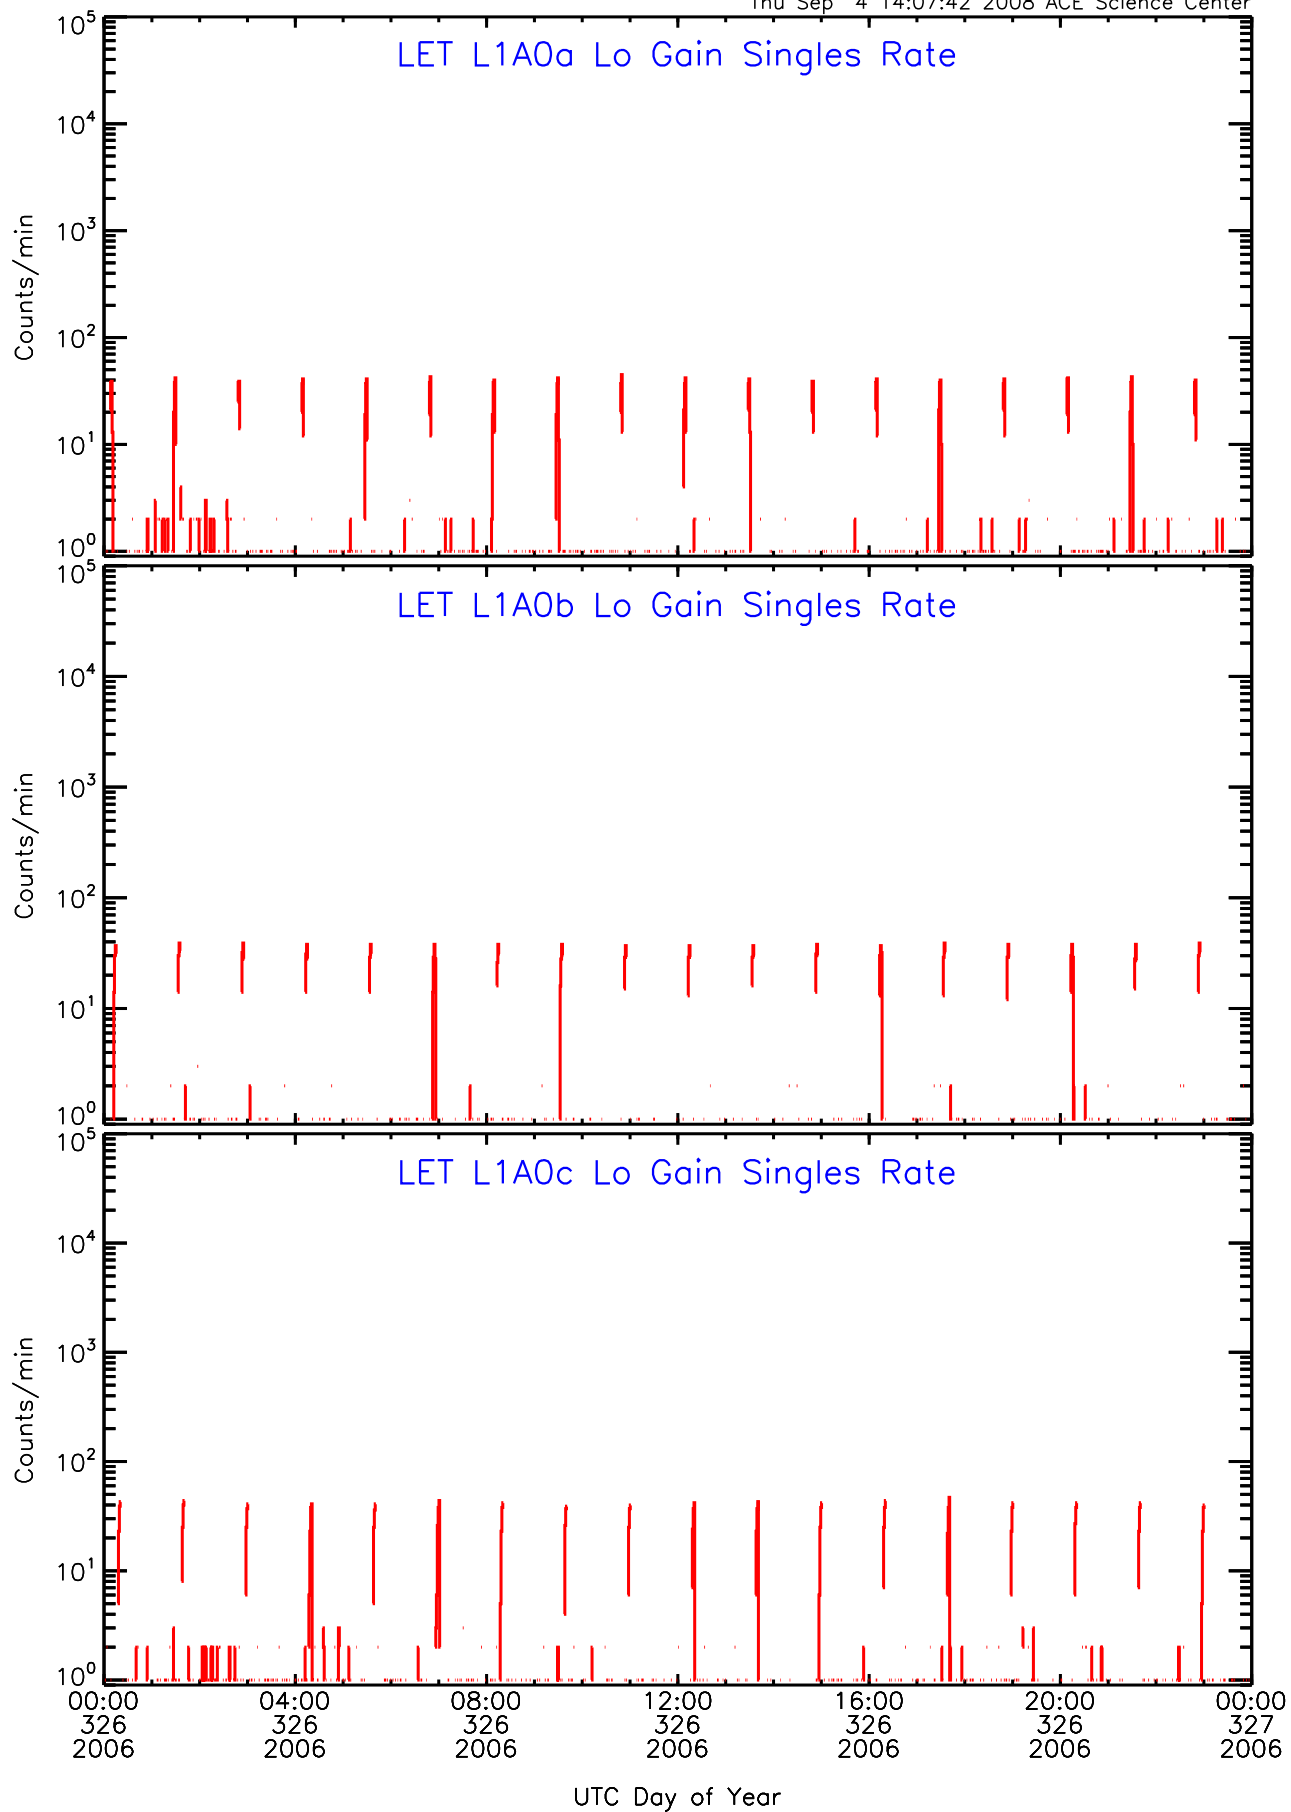 Thu Sep 4 14:07:42 2008 ACE Science Center
LET L1A0a Lo Gain Singles Rate
10^5
10^4
10^3
10^2
10^1
10^0
Counts/min
LET L1A0b Lo Gain Singles Rate
10^5
10^4
10^3
10^2
10^1
10^0
Counts/min
LET L1A0c Lo Gain Singles Rate
10^5
10^4
10^3
10^2
10^1
10^0
Counts/min
00:00 04:00 08:00 12:00 16:00 20:00 00:00
326 326 326 326 326 326 327
2006 2006 2006 2006 2006 2006 2006
UTC Day of Year